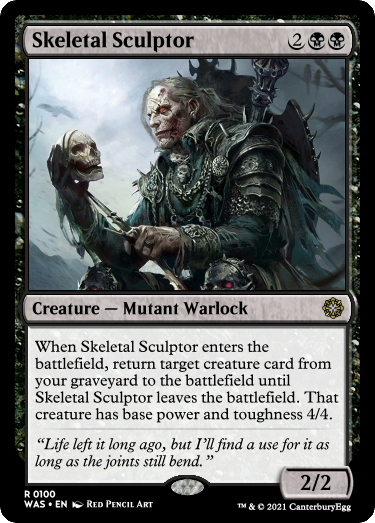 Skeletal Sculptor 2
Creature — Mutant Warlock
When Skeletal Sculptor enters the
battlefield, return target creature card from
your graveyard to the battlefield until
Skeletal Sculptor leaves the battlefield. That
creature has base power and toughness 4/4.
“Life left it long ago, but I’ll find a use for it as
long as the joints still bend.”
2/2
R 0100
WAS • EN Red Pencil Art
™ & © 2021 CanterburyEgg